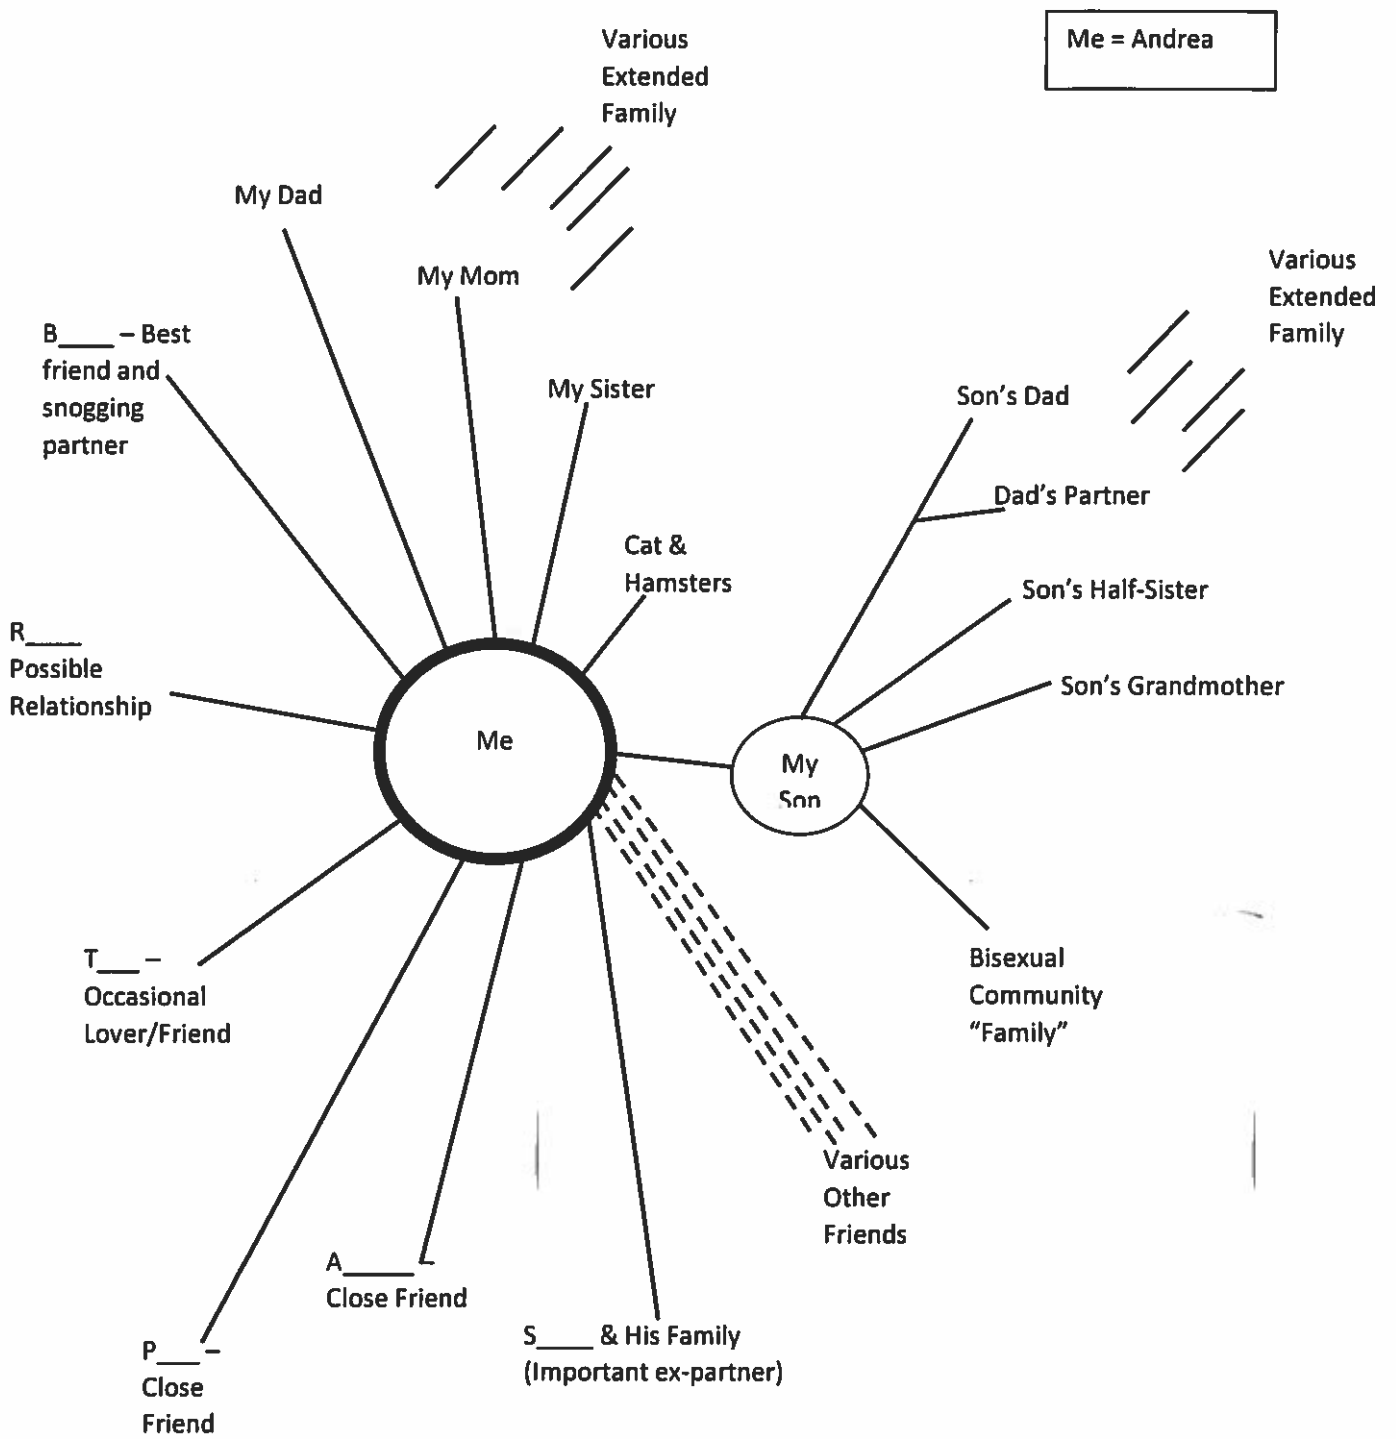 Various
Extended
Family
Me = Andrea
My Dad
My Mom
Various
Extended
Family
B____ – Best
friend and
snogging
partner
My Sister
Son's Dad
Dad's Partner
Cat &
Hamsters
Son's Half-Sister
R____
Possible
Relationship
Son's Grandmother
Me
My
Son
T___ –
Occasional
Lover/Friend
Bisexual
Community
"Family"
Various
Other
Friends
A_____ –
Close Friend
S____ & His Family
(Important ex-partner)
P___ –
Close
Friend